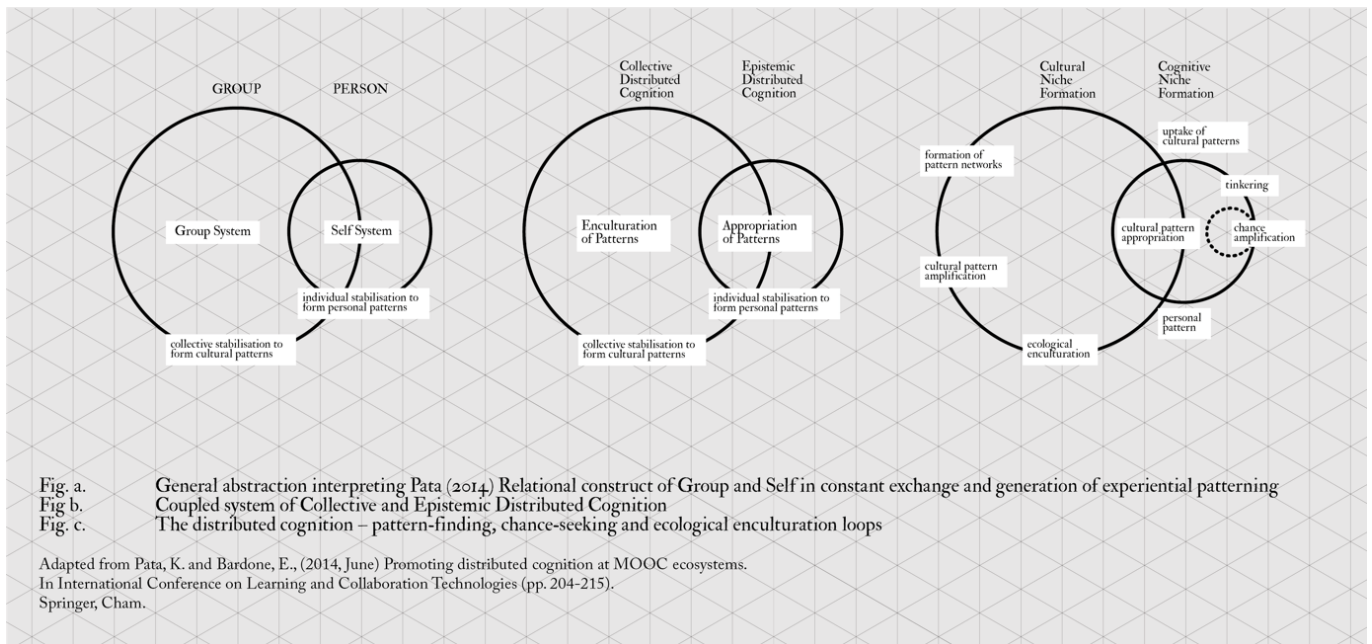 GROUP
PERSON
Group System
Self System
individual stabilisation to
form personal patterns
collective stabilisation to
form cultural patterns
Collective
Distributed
Cognition
Epistemic
Distributed
Cognition
Enculturation
of Patterns
Appropriation
of Patterns
individual stabilisation to
form personal patterns
collective stabilisation to
form cultural patterns
Cultural
Niche
Formation
Cognitive
Niche
Formation
uptake of
cultural patterns
formation of
pattern networks
tinkering
cultural pattern
appropriation
chance
amplification
cultural pattern
amplification
personal
pattern
ecological
enculturation
Fig. a. General abstraction interpreting Pata (2014) Relational construct of Group and Self in constant exchange and generation of experiential patterning
Fig b. Coupled system of Collective and Epistemic Distributed Cognition
Fig. c. The distributed cognition – pattern-finding, chance-seeking and ecological enculturation loops
Adapted from Pata, K. and Bardone, E., (2014, June) Promoting distributed cognition at MOOC ecosystems.
In International Conference on Learning and Collaboration Technologies (pp. 204-215).
Springer, Cham.